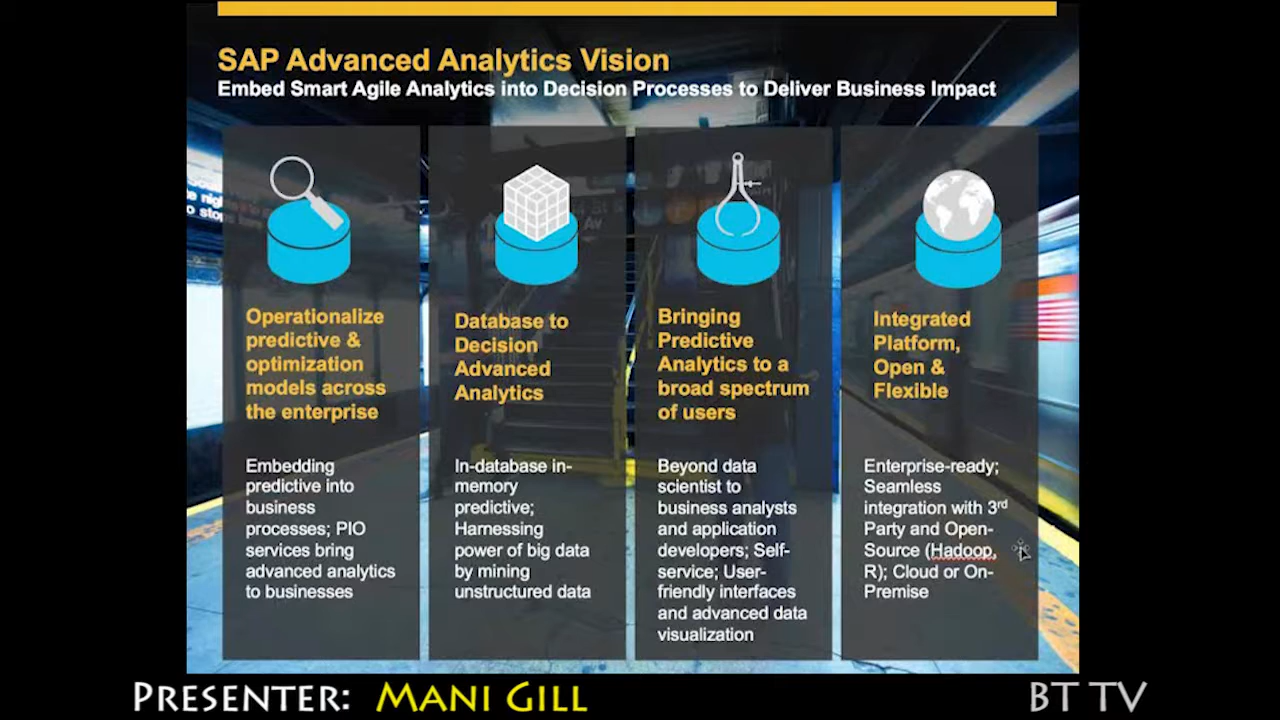 SAP Advanced Analytics Vision
Embed Smart Agile Analytics into Decision Processes to Deliver Business Impact
Operationalize
predictive &
optimization
models across
the enterprise
Embedding
predictive into
business
processes; PIO
services bring
advanced analytics
to businesses
Database to
Decision
Advanced
Analytics
In-database in-
memory
predictive;
Harnessing
power of big data
by mining
unstructured data
Bringing
Predictive
Analytics to a
broad spectrum
of users
Beyond data
scientist to
business analysts
and application
developers; Self-
service; User-
friendly interfaces
and advanced data
visualization
Integrated
Platform,
Open &
Flexible
Enterprise-ready;
Seamless
integration with 3rd
Party and Open-
Source (Hadoop,
R); Cloud or On-
Premise
PRESENTER: MANI GILL
BT TV